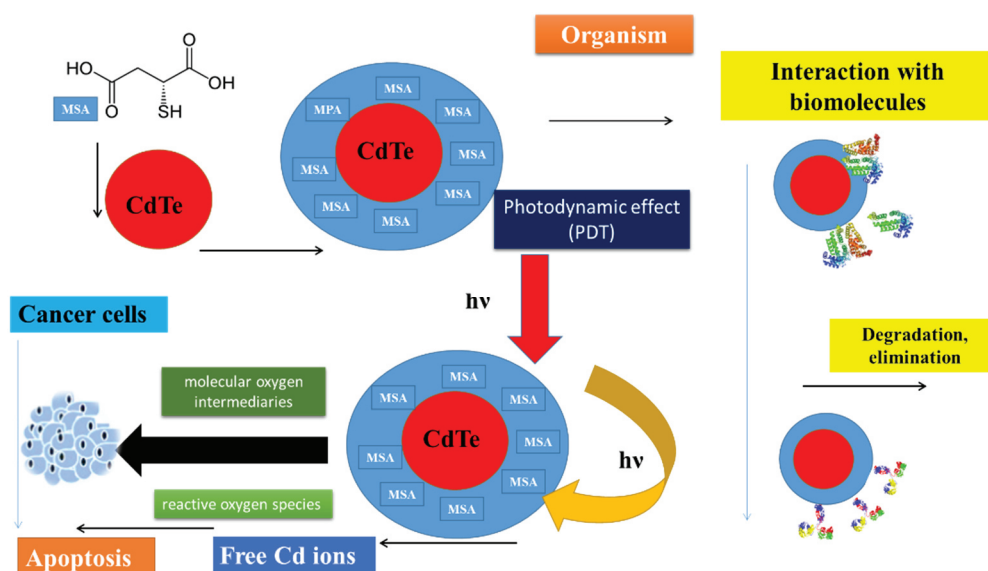 Organism
O
O
HO
OH
O
SH
MSA
Interaction with
biomolecules
MSA
MPA
MSA
CdTe
MSA
MSA
MSA
MSA
MSA
CdTe
Photodynamic effect
(PDT)
hν
Cancer cells
Degradation,
elimination
molecular oxygen
intermediaries
MSA
MSA
MSA
CdTe
MSA
MSA
hν
MSA
MSA
MSA
reactive oxygen species
Apoptosis
Free Cd ions